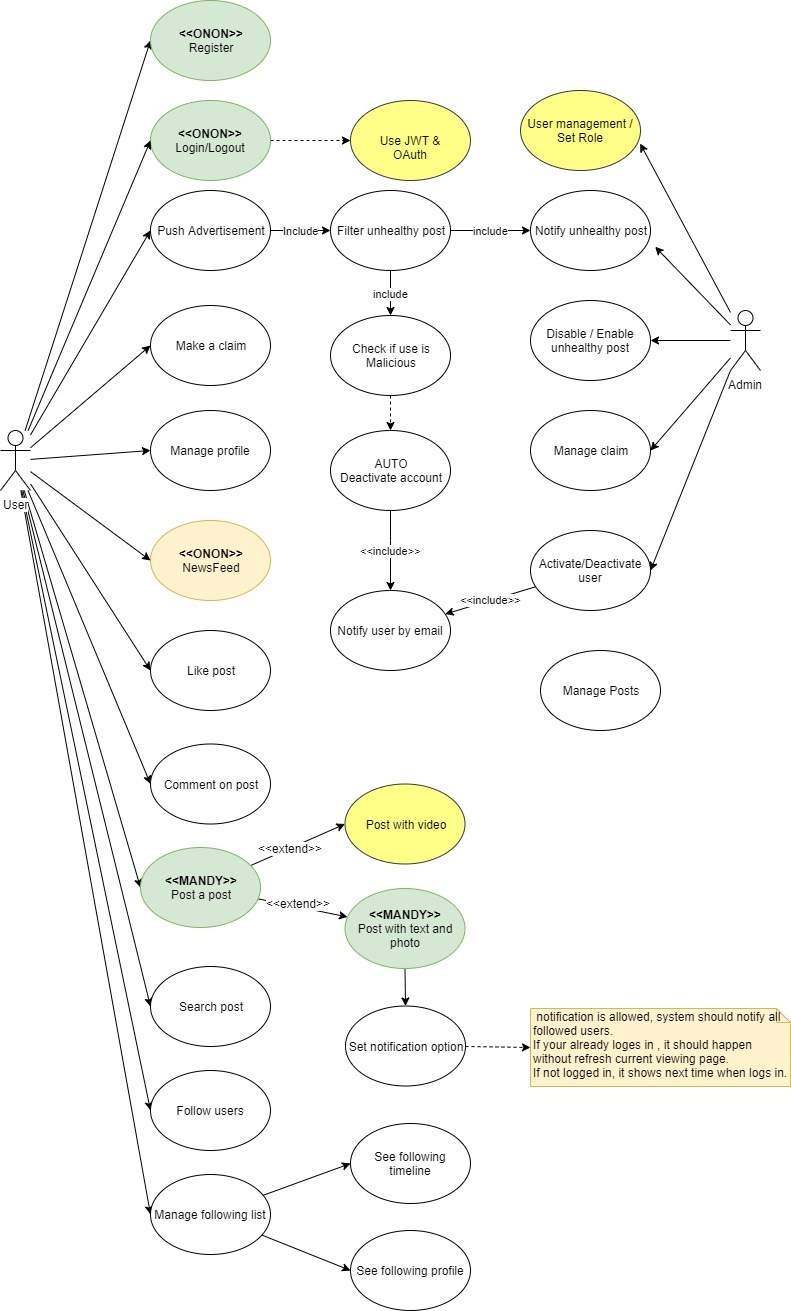 <<ONON>>
Register
<<ONON>>
Login/Logout
Use JWT &
OAuth
User management /
Set Role
Push Advertisement
Include
Filter unhealthy post
include
Notify unhealthy post
include
Make a claim
Check if use is
Malicious
Disable / Enable
unhealthy post
Admin
User
Manage profile
AUTO
Deactivate account
Manage claim
<<include>>
<<ONON>>
NewsFeed
Activate/Deactivate
user
<<include>>
Notify user by email
Like post
Manage Posts
Comment on post
Post with video
<<extend>>
<<MANDY>>
Post a post
<<extend>>
<<MANDY>>
Post with text and
photo
Search post
Set notification option
notification is allowed, system should notify all
followed users.
If your already loges in , it should happen
without refresh current viewing page.
If not logged in, it shows next time when logs in.
Follow users
See following
timeline
Manage following list
See following profile